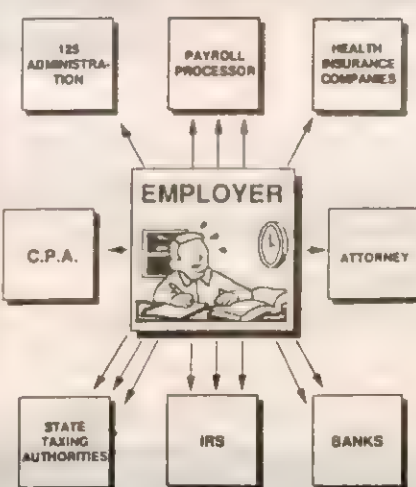 125
ADMINISTRA-
TION
PAYROLL
PROCESSOR
HEALTH
INSURANCE
COMPANIES
EMPLOYER
C.P.A.
ATTORNEY
STATE
TAXING
AUTHORITIES
IRS
BANKS